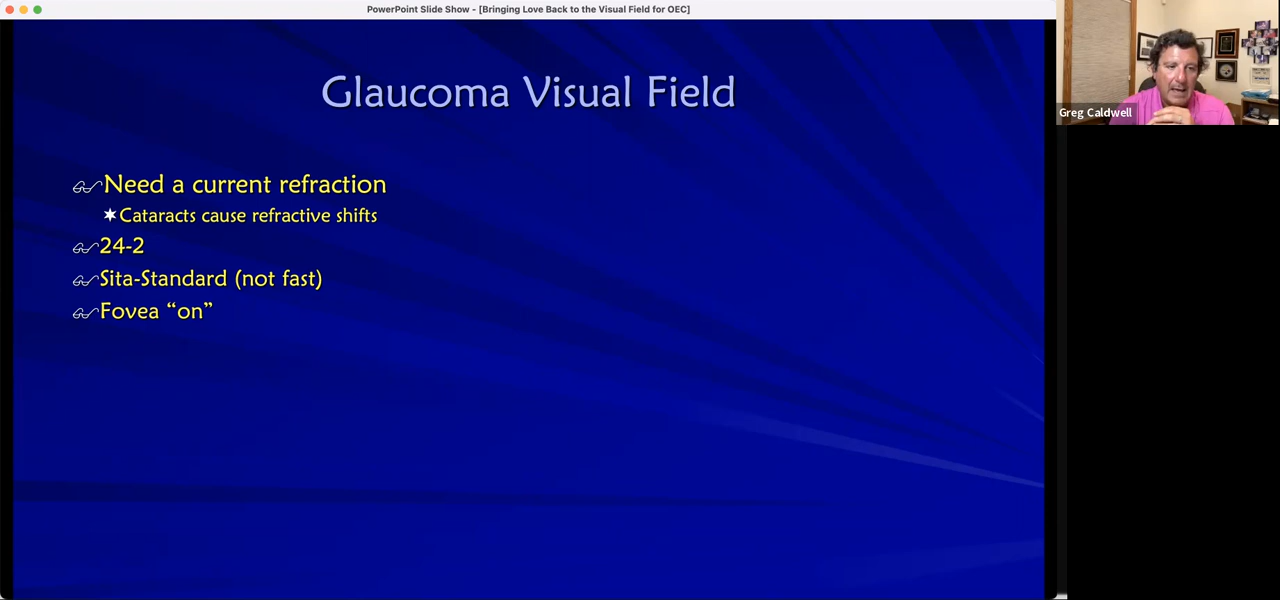 PowerPoint Slide Show - [Bringing Love Back to the Visual Field for OEC]
Glaucoma Visual Field
Need a current refraction
Cataracts cause refractive shifts
24-2
Sita-Standard (not fast)
Fovea “on”
Greg Caldwell